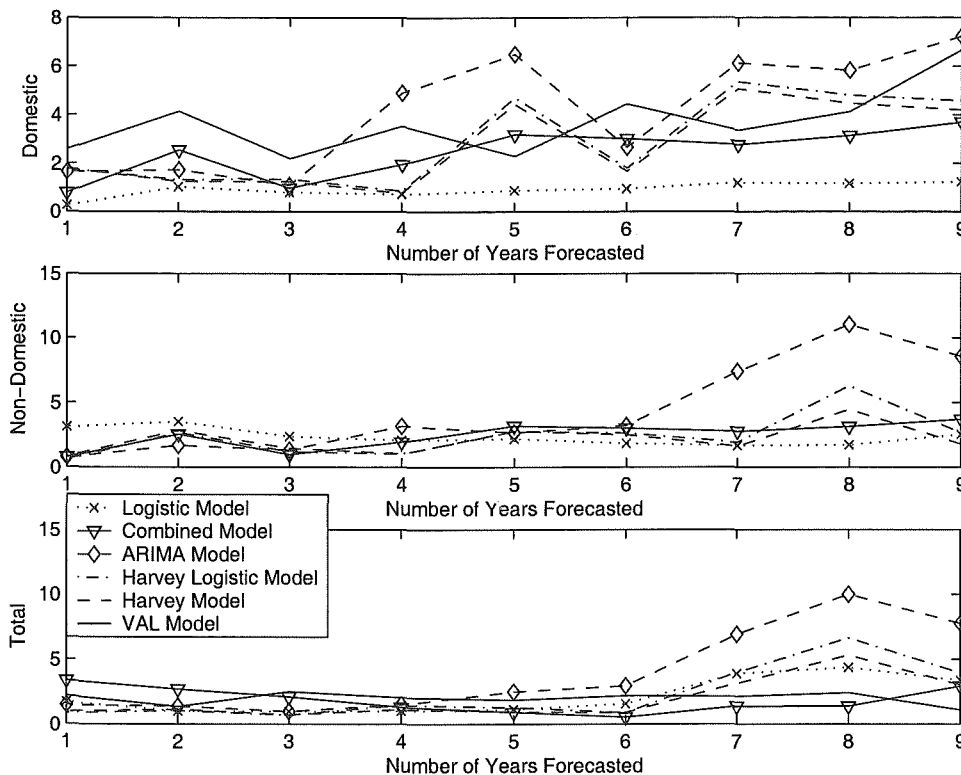 8
6
4
2
0
Domestic
1 2 3 4 5 6 7 8 9
Number of Years Forecasted
15
10
5
0
Non-Domestic
1 2 3 4 5 6 7 8 9
Number of Years Forecasted
Logistic Model
Combined Model
ARIMA Model
Harvey Logistic Model
Harvey Model
VAL Model
15
10
5
0
Total
1 2 3 4 5 6 7 8 9
Number of Years Forecasted